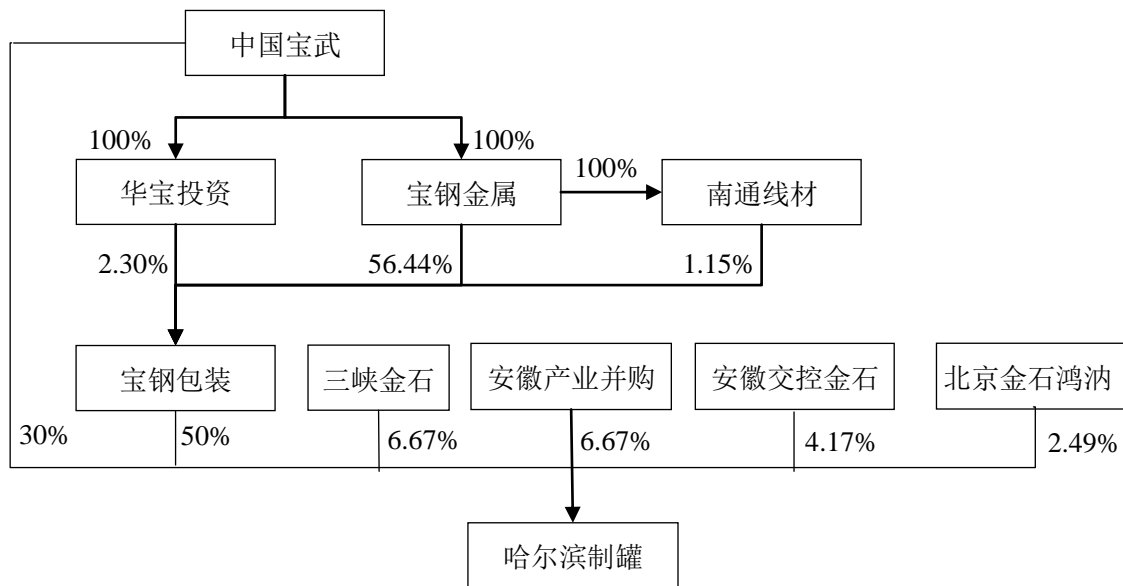 中国宝武
100%
100%
100%
华宝投资
宝钢金属
南通线材
2.30%
56.44%
1.15%
宝钢包装
三峡金石
安徽产业并购
安徽交控金石
北京金石鸿汭
30%
50%
6.67%
6.67%
4.17%
2.49%
哈尔滨制罐